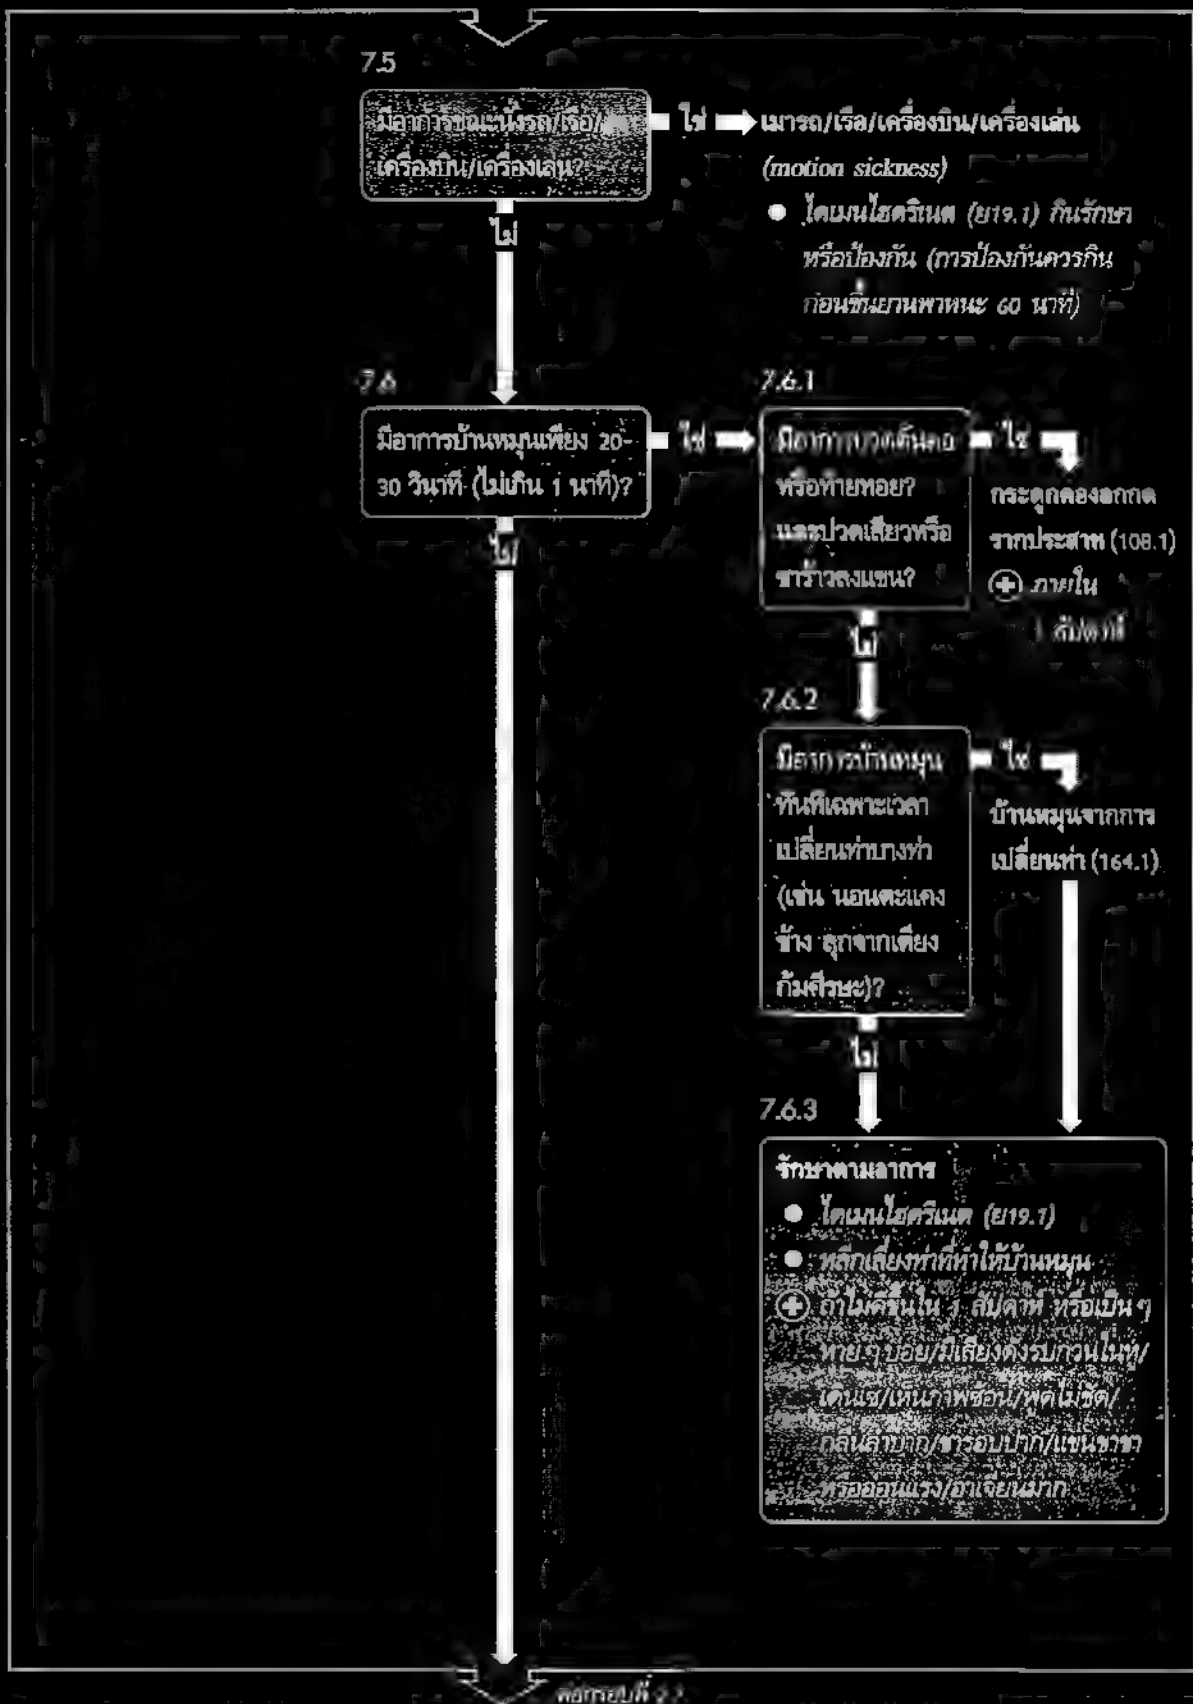 7.5
มีอาการขณะนั่งรถ/เรือ/
เครื่องบิน/เครื่องเล่น?
ใช่
เมารถ/เรือ/เครื่องบิน/เครื่องเล่น
(motion sickness)
● ไดเมนไฮดริเนต (ย19.1) กินรักษา
หรือป้องกัน (การป้องกันควรกิน
ก่อนขึ้นยานพาหนะ 60 นาที)
ไม่
7.6
มีอาการบ้านหมุนเพียง 20-
30 วินาที (ไม่เกิน 1 นาที)?
ใช่
ไม่
7.6.1
มีอาการปวดต้นคอ
หรือท้ายทอย?
และปวดเสียวหรือ
ชาร้าวลงแขน?
ใช่
กระดูกคองอกกด
รากประสาท (108.1)
⊕ ภายใน
1 สัปดาห์
ไม่
7.6.2
มีอาการบ้านหมุน
ทันทีเฉพาะเวลา
เปลี่ยนท่าบางท่า
(เช่น นอนตะแคง
ข้าง ลุกจากเตียง
ก้มศีรษะ)?
ใช่
บ้านหมุนจากการ
เปลี่ยนท่า (164.1)
ไม่
7.6.3
รักษาตามอาการ
● ไดเมนไฮดริเนต (ย19.1)
● หลีกเลี่ยงท่าที่ทำให้บ้านหมุน
⊕ ถ้าไม่ดีขึ้นใน 1 สัปดาห์ หรือเป็น ๆ
หาย ๆ บ่อย/มีเสียงดังรบกวนในหู/
เดินเซ/เห็นภาพซ้อน/พูดไม่ชัด/
กลืนลำบาก/ชารอบปาก/แขนขาชา
หรืออ่อนแรง/อาเจียนมาก
ต่อกรอบที่